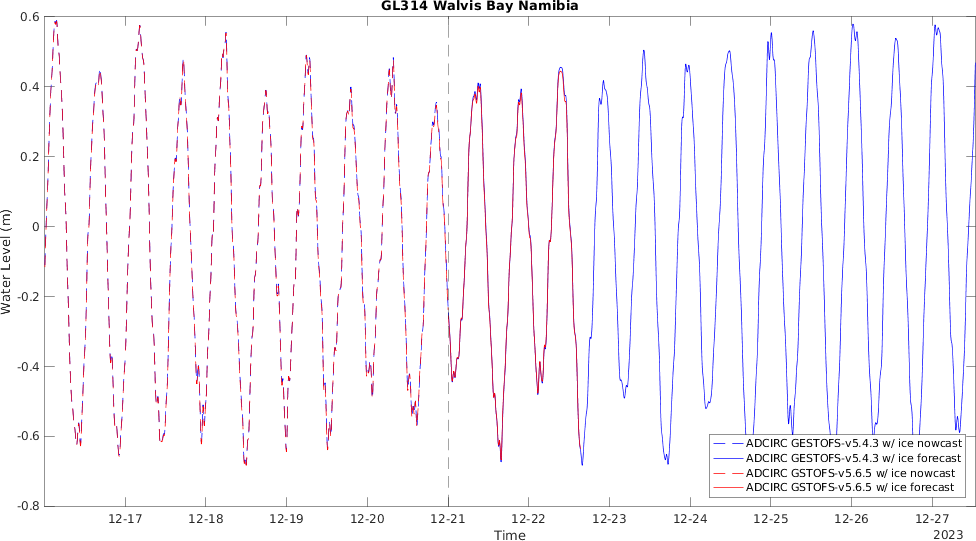 GL314 Walvis Bay Namibia
0.6
0.4
0.2
0
-0.2
-0.4
-0.6
-0.8
Water Level (m)
ADCIRC GESTOFS-v5.4.3 w/ ice nowcast
ADCIRC GESTOFS-v5.4.3 w/ ice forecast
ADCIRC GESTOFS-v5.6.5 w/ ice nowcast
ADCIRC GESTOFS-v5.6.5 w/ ice forecast
12-17 12-18 12-19 12-20 12-21 12-22 12-23 12-24 12-25 12-26 12-27
Time
2023